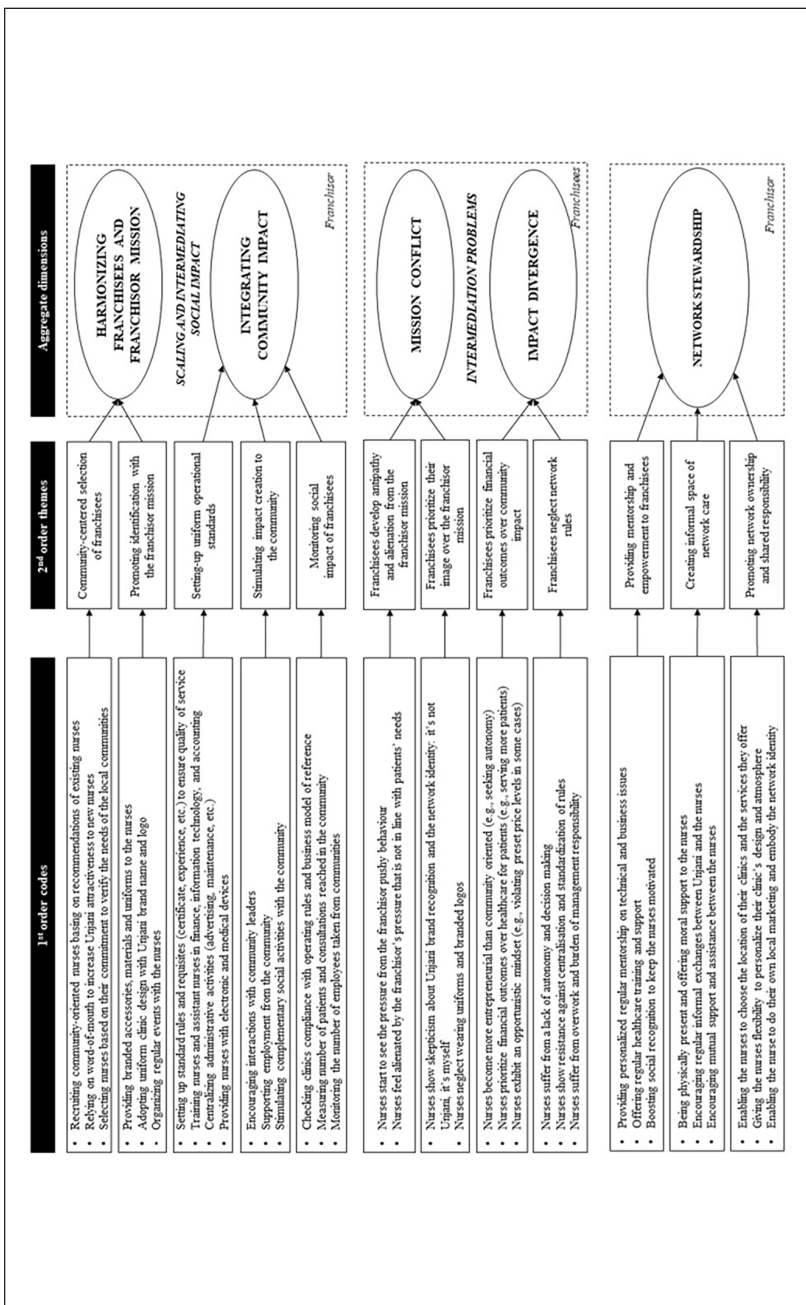 1st order codes
2nd order themes
Aggregate dimensions
• Recruiting community-oriented nurses basing on recommendations of existing nurses
• Relying on word-of-mouth to increase Unjani attractiveness to new nurses
• Selecting nurses based on their commitment to verify the needs of the local communities
Community-centered selection
of franchisees
• Providing branded accessories, materials and uniforms to the nurses
• Adopting uniform clinic design with Unjani brand name and logo
• Organizing regular events with the nurses
Promoting identification with
the franchisor mission
HARMONIZING
FRANCHISEES AND
FRANCHISOR MISSION
SCALING AND INTERMEDIATING
SOCIAL IMPACT
• Setting up standard rules and requisites (certificate, experience, etc.) to ensure quality of service
• Training nurses and assistant nurses in finance, information technology, and accounting
• Centralizing administrative activities (advertising, maintenance, etc.)
• Providing nurses with electronic and medical devices
Setting-up uniform operational
standards
• Encouraging interactions with community leaders
• Supporting employment from the community
• Stimulating complementary social activities with the community
Stimulating impact creation to
the community
INTEGRATING
COMMUNITY IMPACT
• Checking clinics compliance with operating rules and business model of reference
• Measuring number of patients and consultations reached in the community
• Monitoring the number of employees taken from communities
Monitoring social
impact of franchisees
Franchisor
• Nurses start to see the pressure from the franchisor pushy behaviour
• Nurses feel alienated by the franchisor's pressure that is not in line with patients' needs
Franchisees develop antipathy
and alienation from the
franchisor mission
• Nurses show skepticism about Unjani brand recognition and the network identity: it's not
Unjani, it's myself
• Nurses neglect wearing uniforms and branded logos
Franchisees prioritize their
image over the franchisor
mission
MISSION CONFLICT
INTERMEDIATION PROBLEMS
• Nurses become more entrepreneurial than community oriented (e.g., seeking autonomy)
• Nurses prioritize financial outcomes over healthcare for patients (e.g., serving more patients)
• Nurses exhibit an opportunistic mindset (e.g., violating preset price levels in some cases)
Franchisees prioritize financial
outcomes over community
impact
• Nurses suffer from a lack of autonomy and decision making
• Nurses show resistance against centralisation and standardization of rules
• Nurses suffer from overwork and burden of management responsibility
Franchisees neglect network
rules
IMPACT DIVERGENCE
Franchisees
• Providing personalized regular mentorship on technical and business issues
• Offering regular healthcare training and support
• Boosting social recognition to keep the nurses motivated
Providing mentorship and
empowerment to franchisees
• Being physically present and offering moral support to the nurses
• Encouraging regular informal exchanges between Unjani and the nurses
• Encouraging mutual support and assistance between the nurses
Creating informal space of
network care
NETWORK STEWARDSHIP
• Enabling the nurses to choose the location of their clinics and the services they offer
• Giving the nurses flexibility to personalize their clinic's design and atmosphere
• Enabling the nurse to do their own local marketing and embody the network identity
Promoting network ownership
and shared responsibility
Franchisor